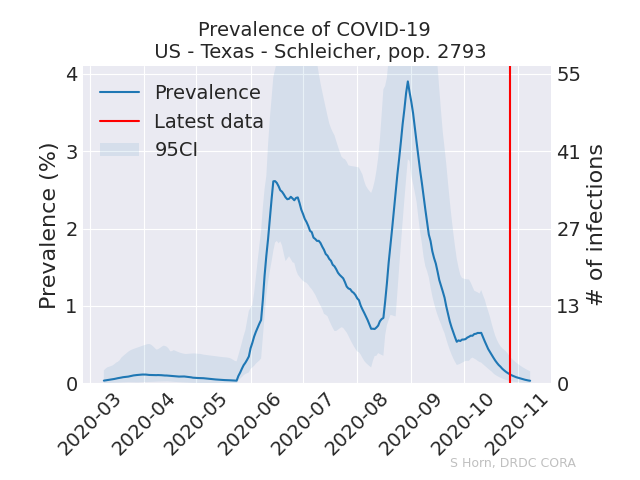 Prevalence of COVID-19
US - Texas - Schleicher, pop. 2793
Prevalence
Latest data
95CI
Prevalence (%)
4
3
2
1
0
55
41
27
13
0
# of infections
2020-03
2020-04
2020-05
2020-06
2020-07
2020-08
2020-09
2020-10
2020-11
S Horn, DRDC CORA